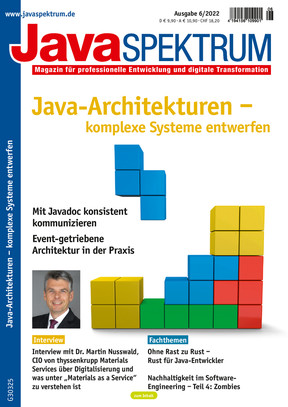 www.javaspektrum.de
Ausgabe 6/2022
D € 9,90 · A € 10,90 · CHF 18,20
JavaSPEKTRUM
Magazin für professionelle Entwicklung und digitale Transformation
Java-Architekturen –
komplexe Systeme entwerfen
Mit Javadoc konsistent
kommunizieren
Event-getriebene
Architektur in der Praxis
Interview
Interview mit Dr. Martin Nusswald,
CIO von thyssenkrupp Materials
Services über Digitalisierung und
was unter „Materials as a Service“
zu verstehen ist
Fachthemen
Ohne Rast zu Rust –
Rust für Java-Entwickler
Nachhaltigkeit im Software-
Engineering – Teil 4: Zombies
Java-Architekturen – komplexe Systeme entwerfen
G30325